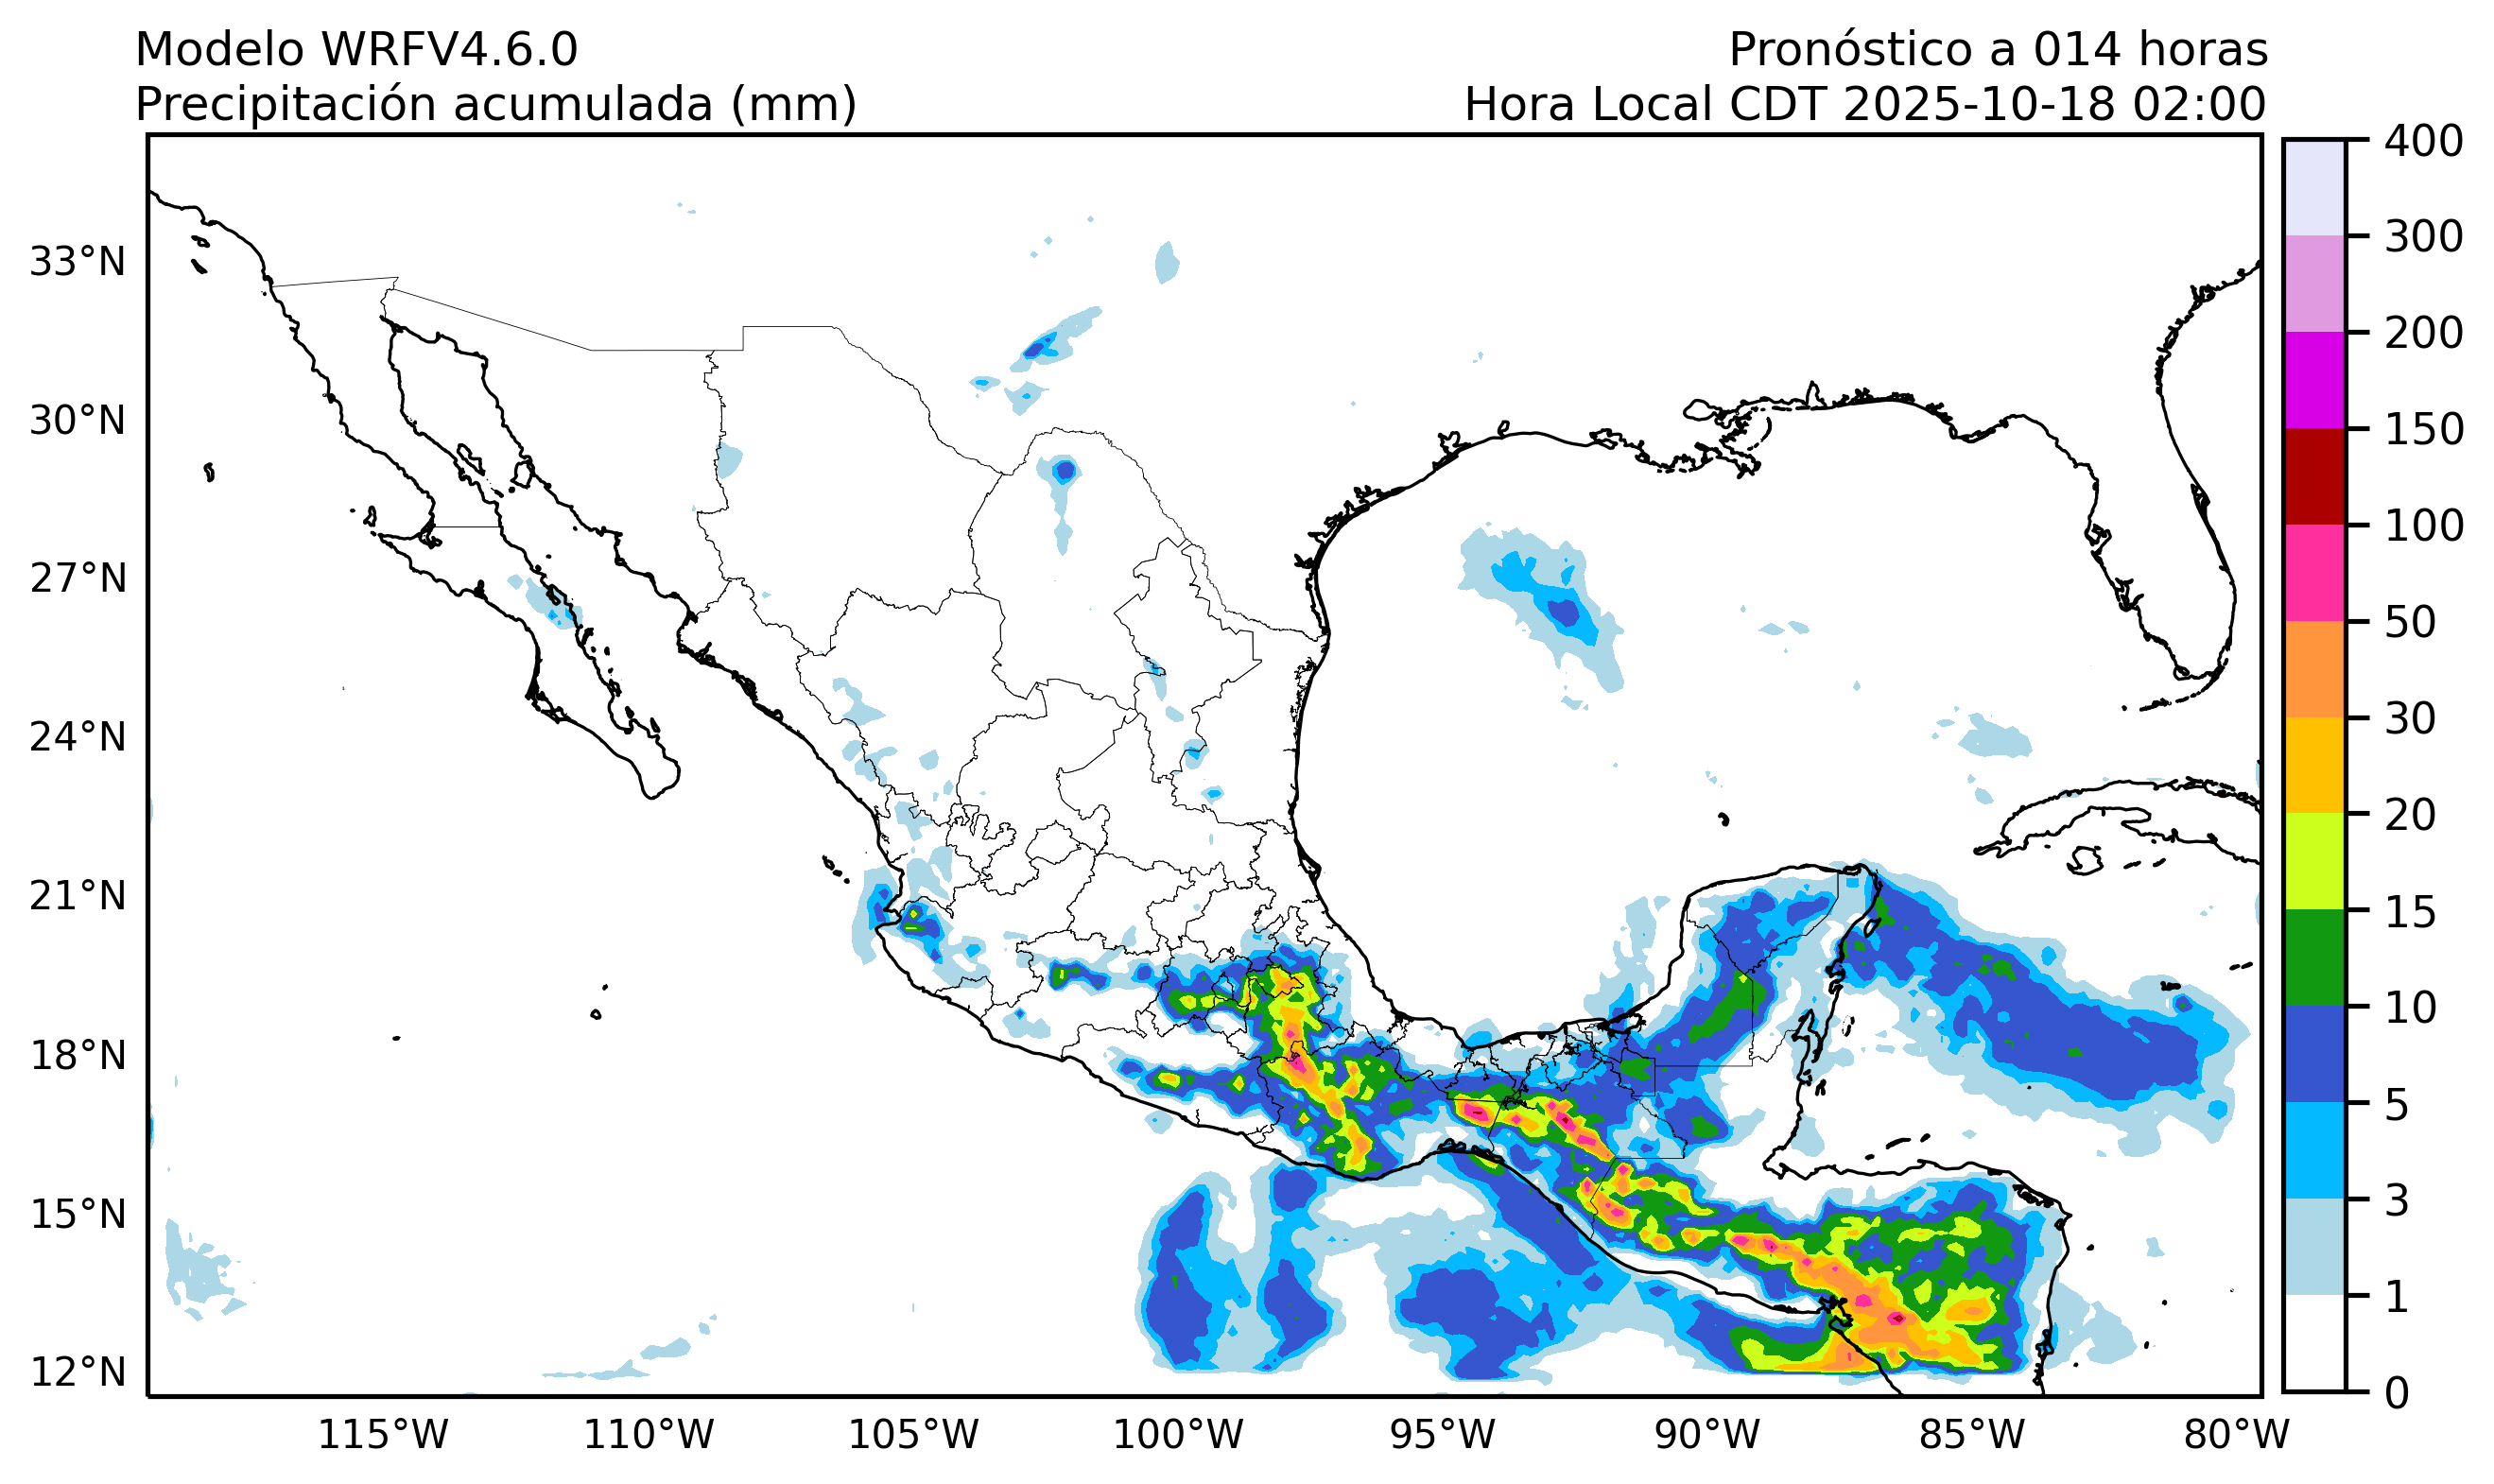 Modelo WRFV4.6.0
Pronóstico a 014 horas
Precipitación acumulada (mm)
Hora Local CDT 2025-10-18 02:00
33°N
30°N
27°N
24°N
21°N
18°N
15°N
12°N
115°W
110°W
105°W
100°W
95°W
90°W
85°W
80°W
400
300
200
150
100
50
30
20
15
10
5
3
1
0